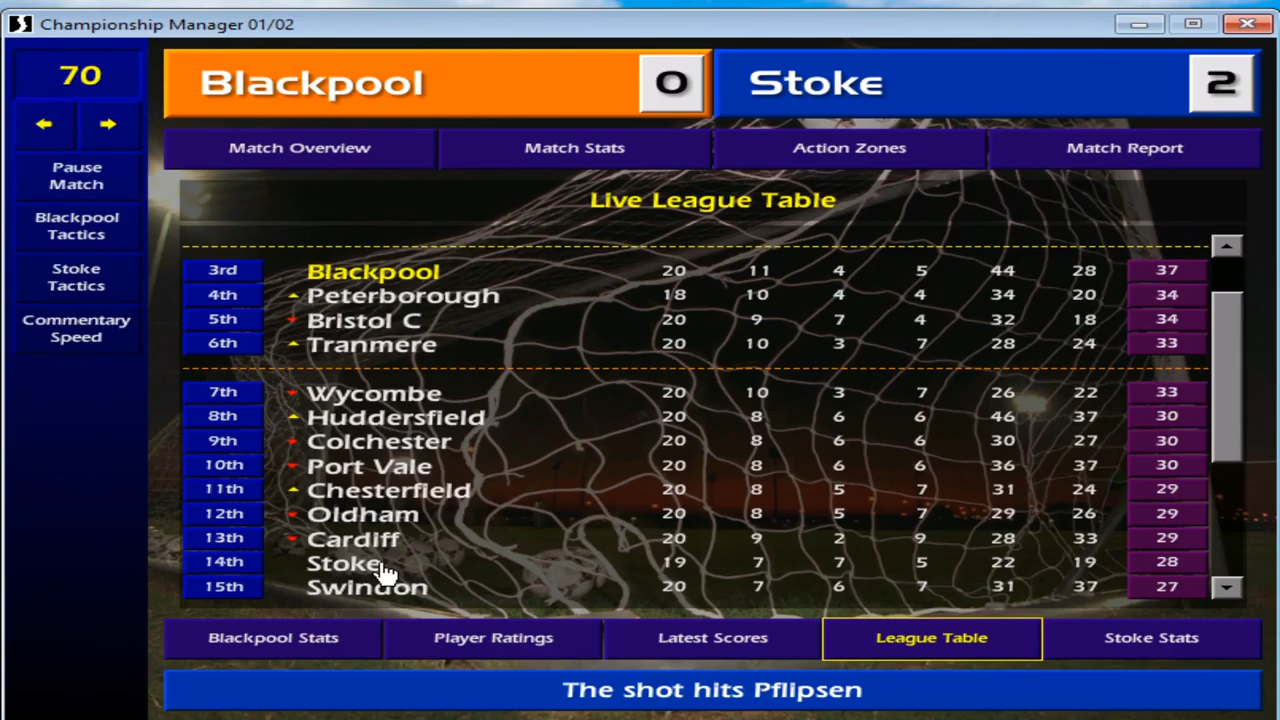 Championship Manager 01/02
70
Blackpool 0 Stoke 2
Match Overview Match Stats Action Zones Match Report
Pause
Match
Blackpool
Tactics
Stoke
Tactics
Commentary
Speed
Live League Table
3rd Blackpool 20 11 4 5 44 28 37
4th Peterborough 18 10 4 4 34 20 34
5th Bristol C 20 9 7 4 32 18 34
6th Tranmere 20 10 3 7 28 24 33
7th Wycombe 20 10 3 7 26 22 33
8th Huddersfield 20 8 6 6 46 37 30
9th Colchester 20 8 6 6 30 27 30
10th Port Vale 20 8 6 6 36 37 30
11th Chesterfield 20 8 5 7 31 24 29
12th Oldham 20 8 5 7 29 26 29
13th Cardiff 20 9 2 9 28 33 29
14th Stoke 19 7 7 5 22 19 28
15th Swindon 20 7 6 7 31 37 27
Blackpool Stats Player Ratings Latest Scores League Table Stoke Stats
The shot hits Pflipsen